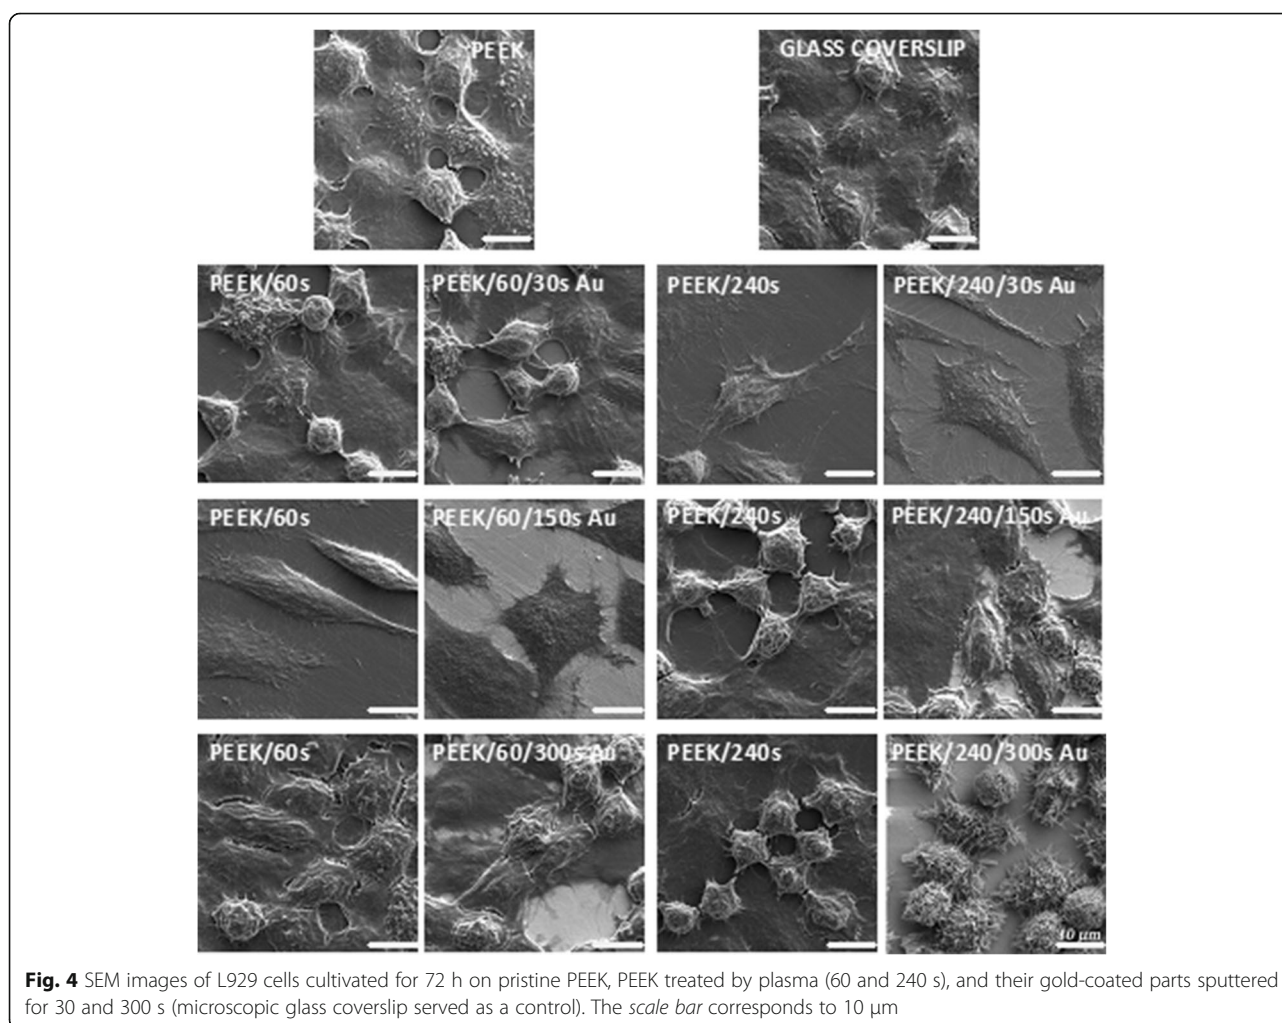 PEEK
GLASS COVERSLIP
PEEK/60s
PEEK/60/30s Au
PEEK/240s
PEEK/240/30s Au
PEEK/60s
PEEK/60/150s Au
PEEK/240s
PEEK/240/150s Au
PEEK/60s
PEEK/60/300s Au
PEEK/240s
PEEK/240/300s Au
10 µm
Fig. 4 SEM images of L929 cells cultivated for 72 h on pristine PEEK, PEEK treated by plasma (60 and 240 s), and their gold-coated parts sputtered
for 30 and 300 s (microscopic glass coverslip served as a control). The scale bar corresponds to 10 µm